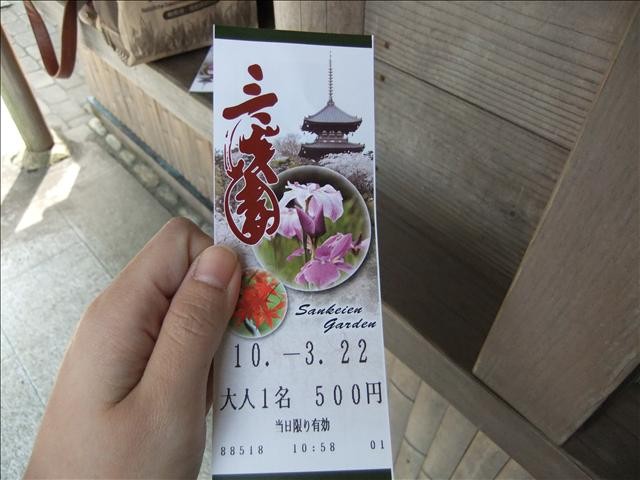 三溪園
Sankeien
Garden
10.-3.22
大人1名 500円
当日限り有効
88518 10:58 01